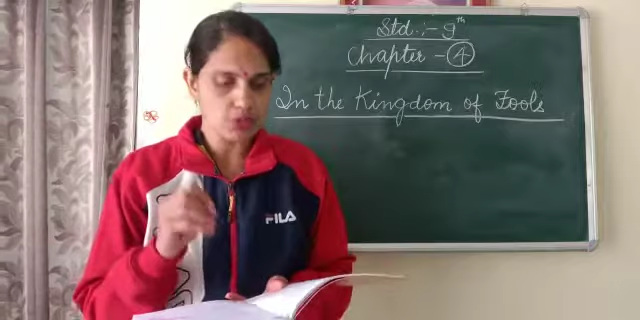 Std :- 9th
Chapter - 4
In the Kingdom of Fools
FILA